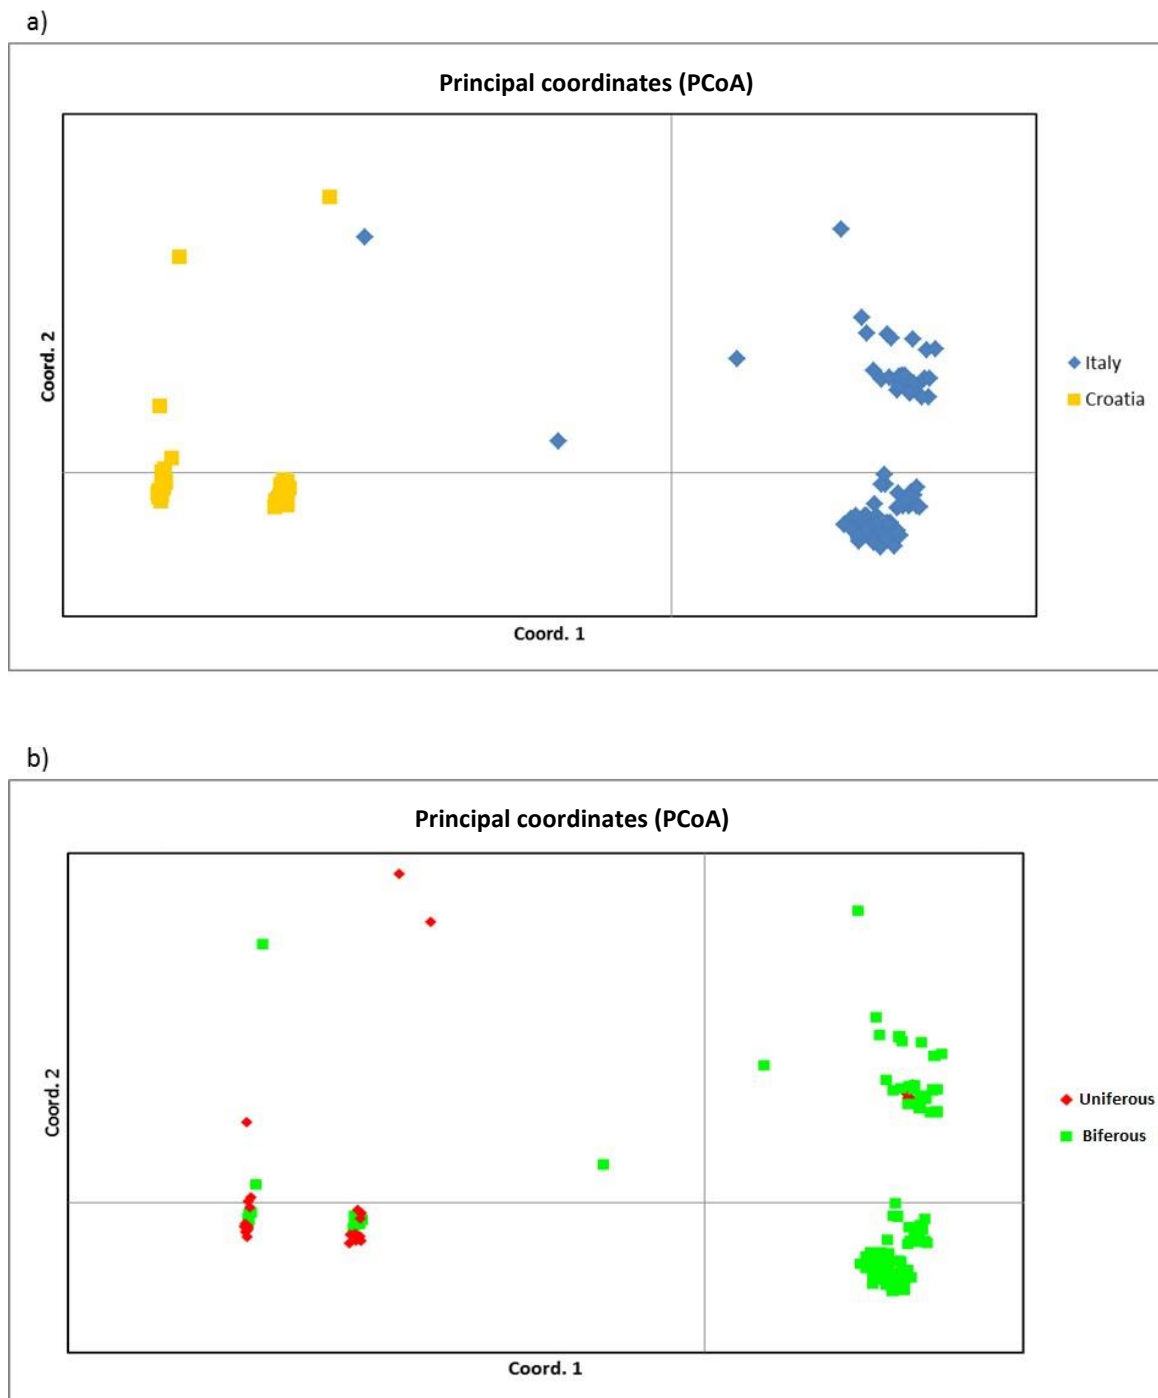 a)
Principal coordinates (PCoA)
Coord. 2
Italy
Croatia
Coord. 1
b)
Principal coordinates (PCoA)
Coord. 2
Uniferous
Biferous
Coord. 1